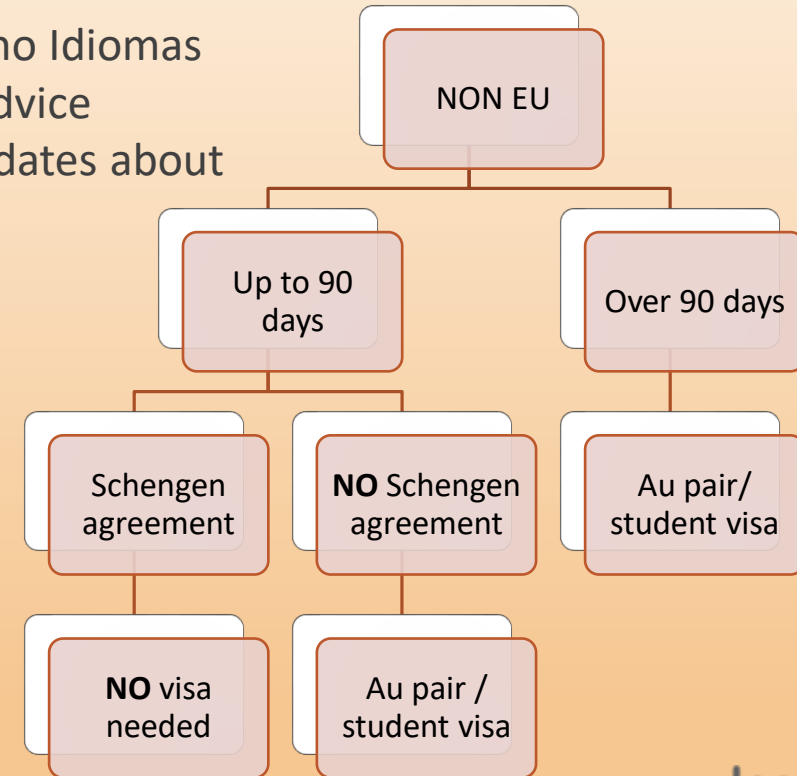 no Idiomas
dvice
dates about
NON EU
Up to 90
days
Over 90 days
Schengen
agreement
NO Schengen
agreement
Au pair/
student visa
NO visa
needed
Au pair /
student visa